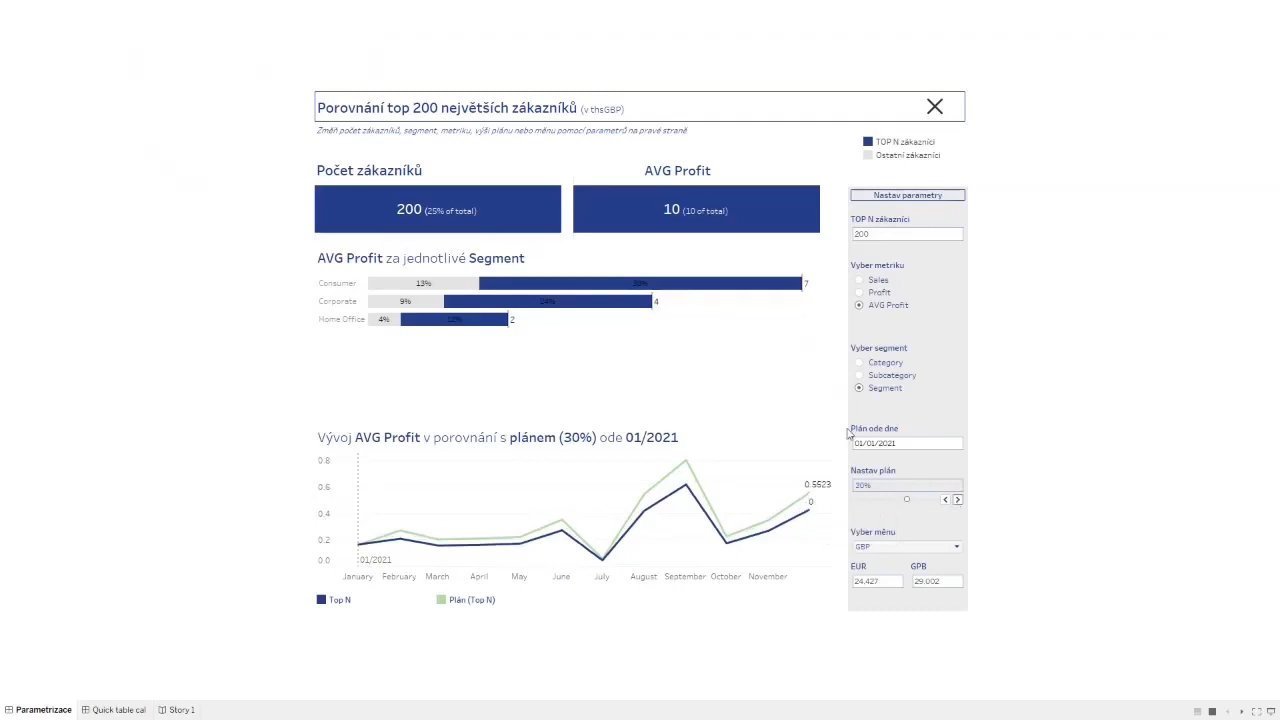 Porovnání top 200 největších zákazníků (v thsGBP)
Změň počet zákazníků, segment, metriku, výši plánu nebo měnu pomocí parametrů na pravé straně
TOP N zákazníci
Ostatní zákazníci
Počet zákazníků
AVG Profit
200 (25% of total)
10 (10 of total)
AVG Profit za jednotlivé Segment
Consumer 13% 39% 7
Corporate 9% 24% 4
Home Office 4% 12% 2
Vývoj AVG Profit v porovnání s plánem (30%) ode 01/2021
0.8
0.6
0.4
0.2
0.0
0.5523
0
01/2021
January February March April May June July August September October November
Top N
Plán (Top N)
Nastav parametry
TOP N zákazníci
200
Vyber metriku
Sales
Profit
AVG Profit
Vyber segment
Category
Subcategory
Segment
Plán ode dne
01/01/2021
Nastav plán
30%
Vyber měnu
GBP
EUR GPB
24,427 29,002
Parametrizace Quick table cal Story 1